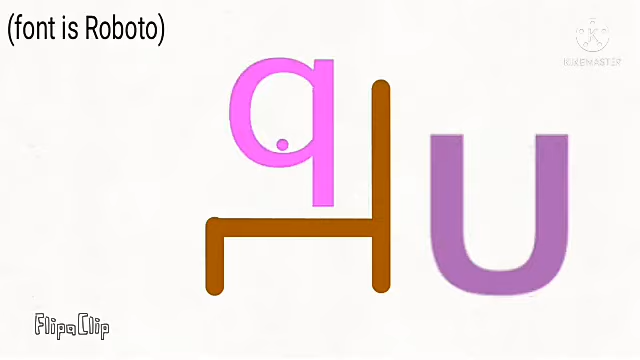 (font is Roboto)
KINEMASTER
q
u
FlipaClip